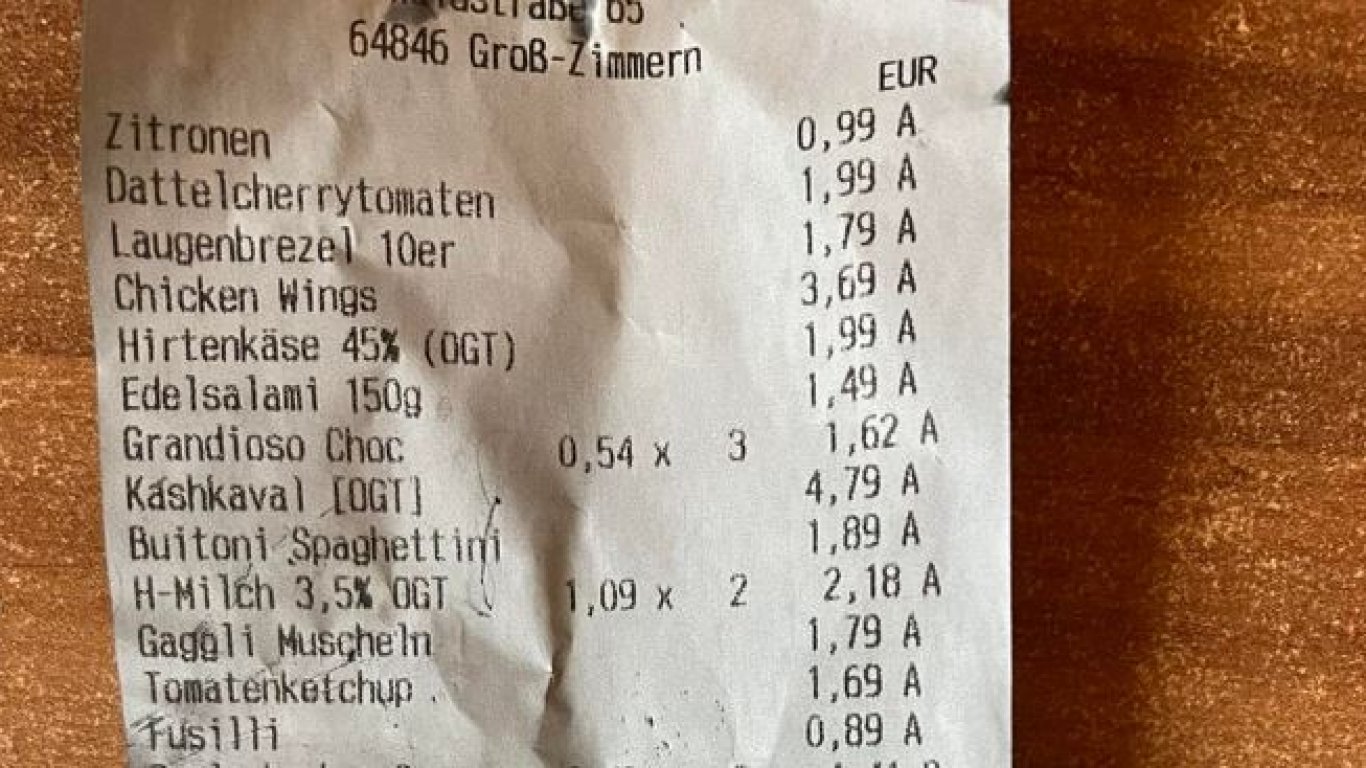 65
64846 Groß-Zimmern
EUR
Zitronen 0,99 A
Dattelcherrytomaten 1,99 A
Laugenbrezel 10er 1,79 A
Chicken Wings 3,69 A
Hirtenkäse 45% (OGT) 1,99 A
Edelsalami 150g 1,49 A
Grandioso Choc 0,54 x 3 1,62 A
Kashkaval [OGT] 4,79 A
Buitoni Spaghettini 1,89 A
H-Milch 3,5% OGT 1,09 x 2 2,18 A
Gaggli Muscheln 1,79 A
Tomatenketchup 1,69 A
Fusilli 0,89 A